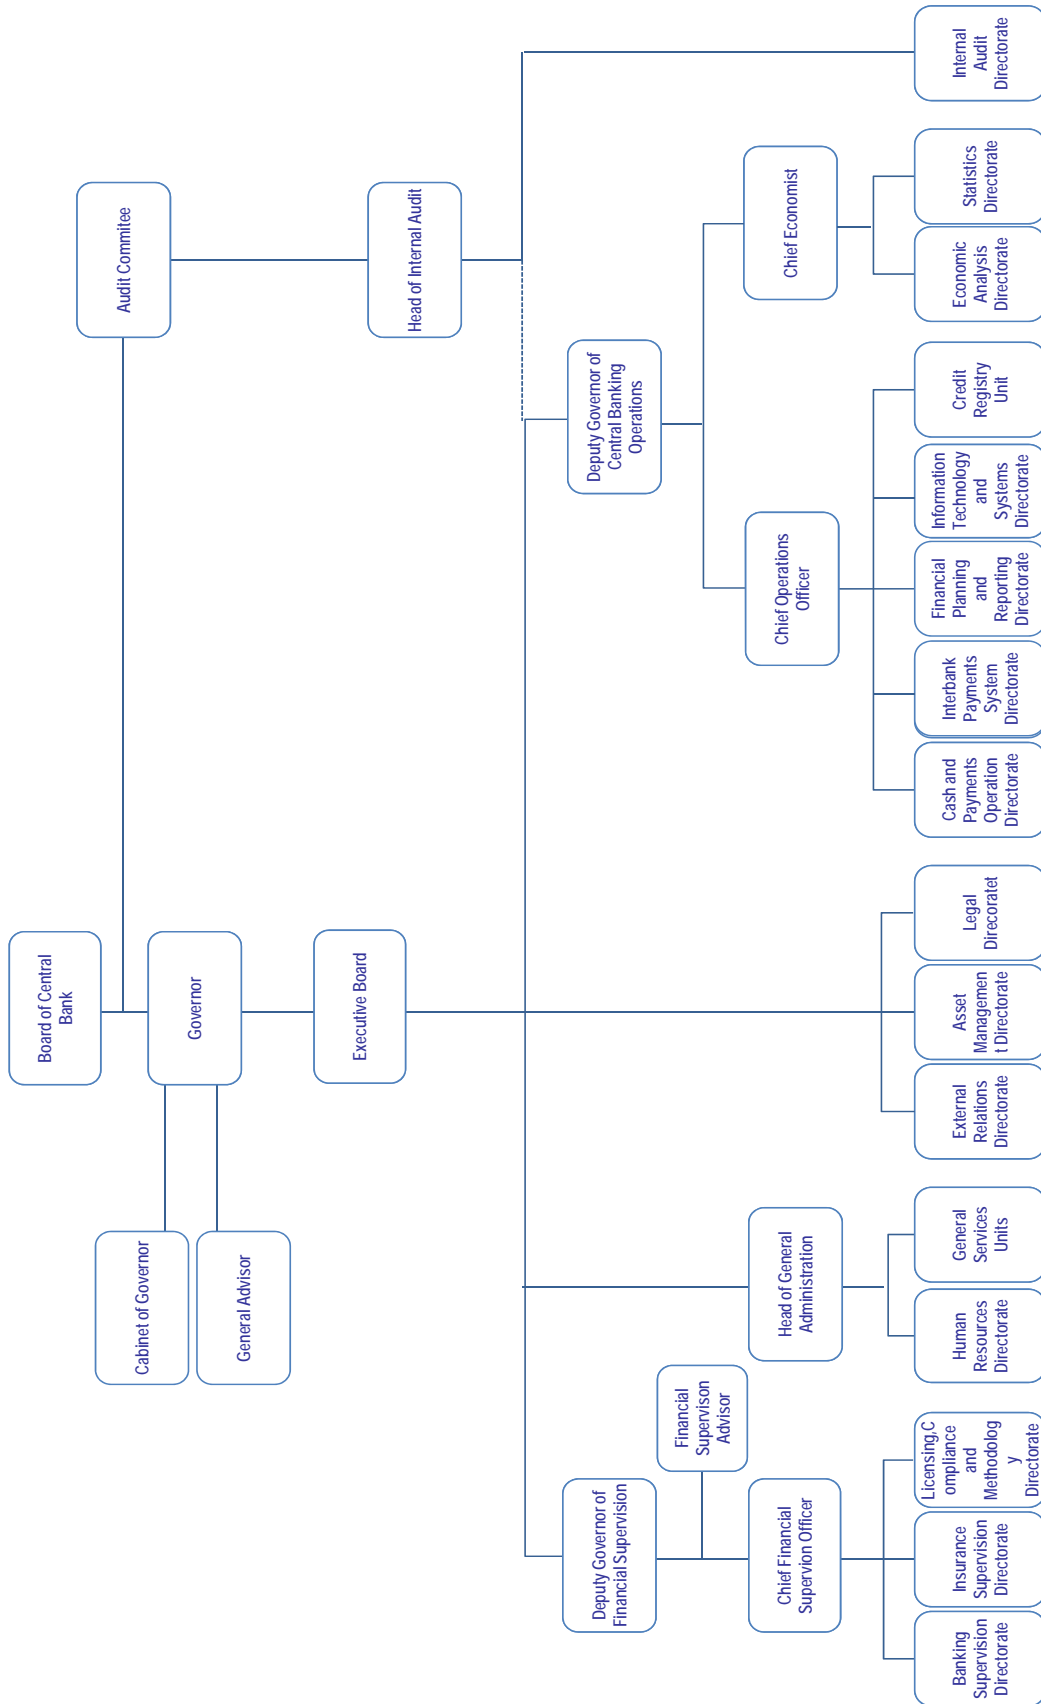 Board of Central
Bank
Audit Commitee
Cabinet of Governor
Governor
General Advisor
Executive Board
Head of Internal Audit
Deputy Governor of
Financial Supervision
Deputy Governor of
Central Banking
Operations
Financial
Supervison
Advisor
Chief Financial
Supervion Officer
Head of General
Administration
Chief Operations
Officer
Chief Economist
Banking
Supervision
Directorate
Insurance
Supervision
Directorate
Licensing,C
ompliance
and
Methodolog
y
Directorate
Human
Resources
Directorate
General
Services
Units
External
Relations
Directorate
Asset
Managemen
t Directorate
Legal
Direcoratet
Cash and
Payments
Operation
Directorate
Interbank
Payments
System
Directorate
Financial
Planning
and
Reporting
Directorate
Information
Technology
and
Systems
Directorate
Credit
Registry
Unit
Economic
Analysis
Directorate
Statistics
Directorate
Internal
Audit
Directorate